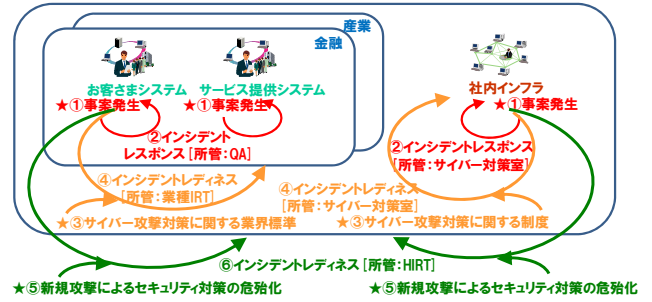 産業
金融
お客さまシステム
サービス提供システム
社内インフラ
★①事案発生
★①事案発生
★①事案発生
②インシデント
レスポンス[所管:QA]
②インシデントレスポンス
[所管:サイバー対策室]
④インシデントレディネス
[所管:業種IRT]
④インシデントレディネス
[所管:サイバー対策室]
★③サイバー攻撃対策に関する業界標準
★③サイバー攻撃対策に関する制度
⑥インシデントレディネス[所管:HIRT]
★⑤新規攻撃によるセキュリティ対策の危殆化
★⑤新規攻撃によるセキュリティ対策の危殆化